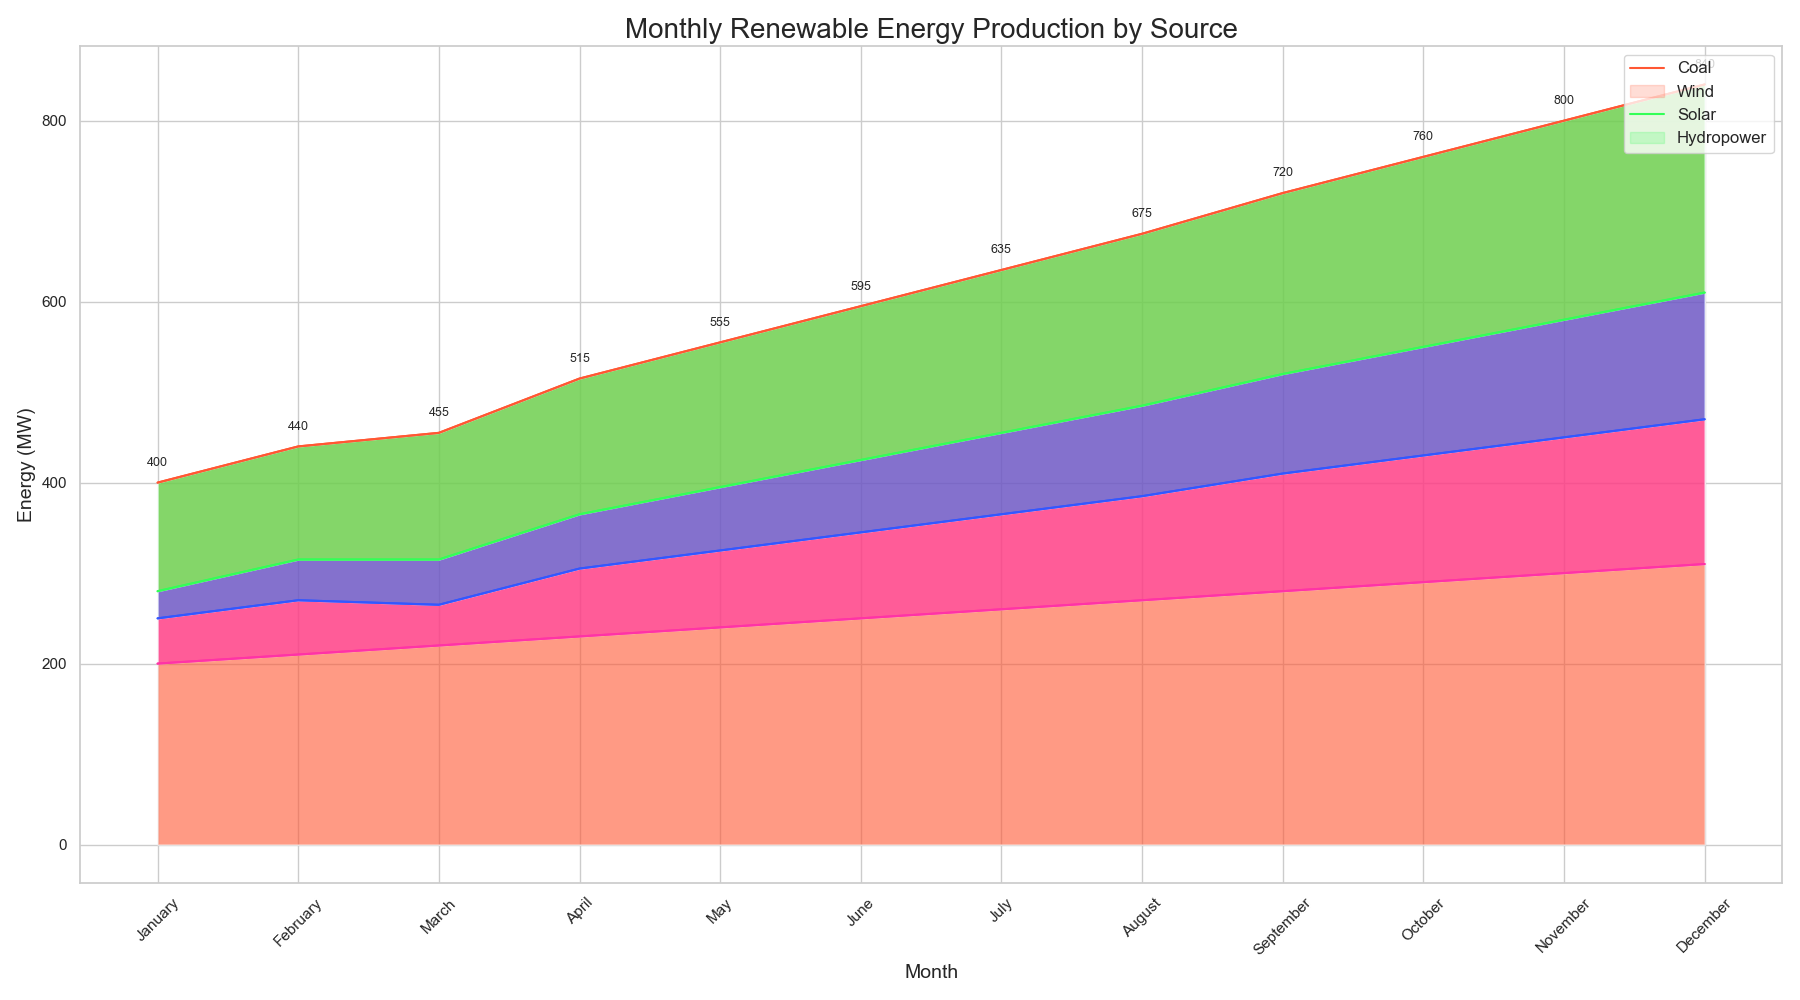 Monthly Renewable Energy Production by Source
Coal
Wind
Solar
Hydropower
Energy (MW)
800
600
400
200
0
400
440
455
515
555
595
635
675
720
760
800
January
February
March
April
May
June
July
August
September
October
November
December
Month